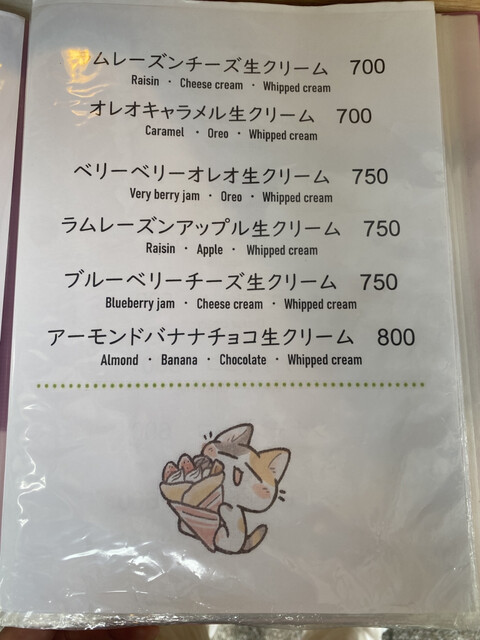 ラムレーズンチーズ生クリーム 700
Raisin ・ Cheese cream ・ Whipped cream
オレオキャラメル生クリーム 700
Caramel ・ Oreo ・ Whipped cream
ベリーベリーオレオ生クリーム 750
Very berry jam ・ Oreo ・ Whipped cream
ラムレーズンアップル生クリーム 750
Raisin ・ Apple ・ Whipped cream
ブルーベリーチーズ生クリーム 750
Blueberry jam ・ Cheese cream ・ Whipped cream
アーモンドバナナチョコ生クリーム 800
Almond ・ Banana ・ Chocolate ・ Whipped cream